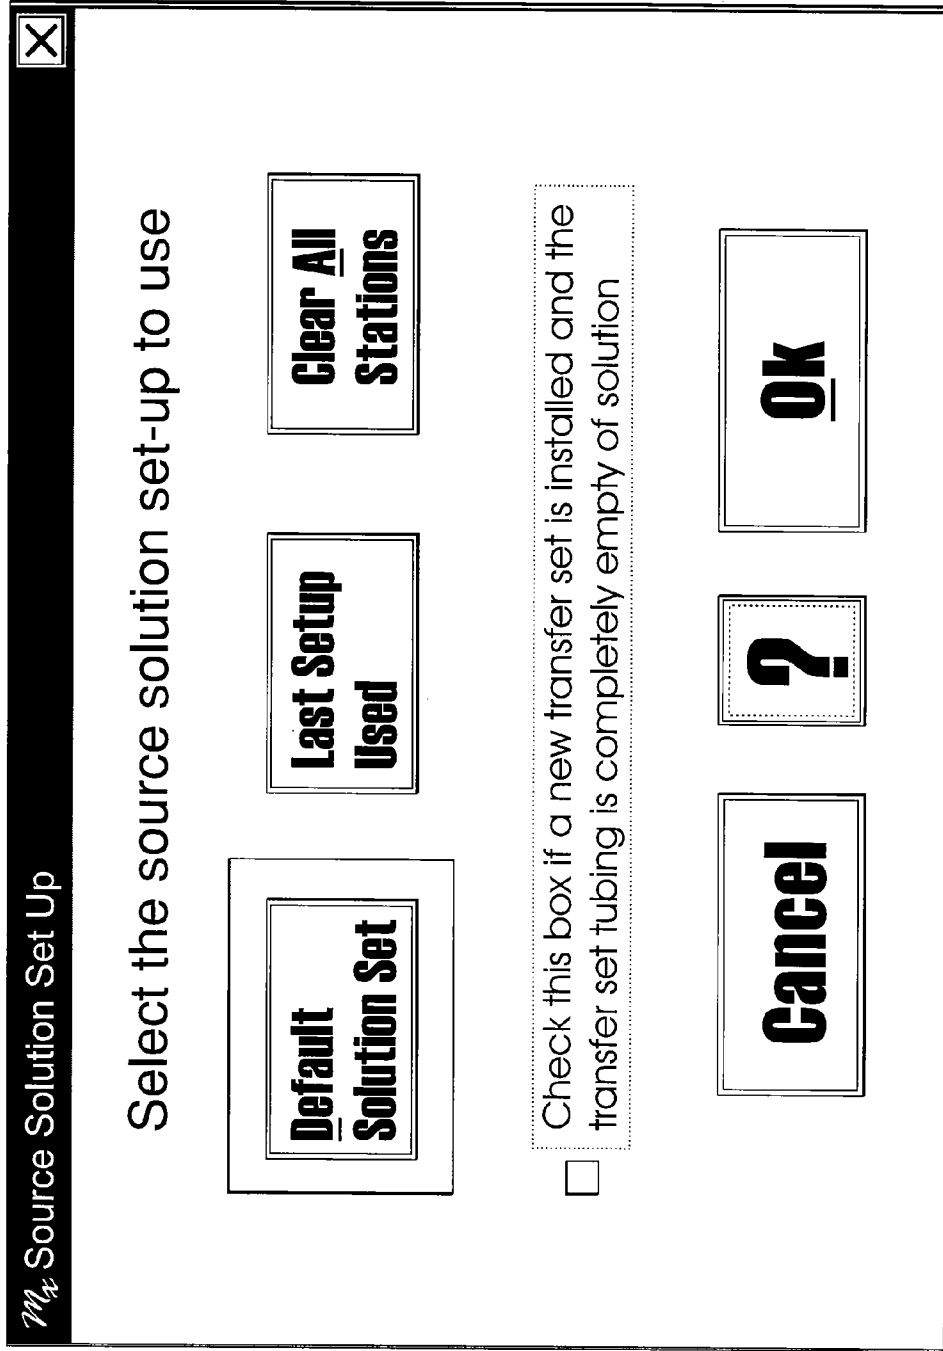 Mx Source Solution Set Up
Select the source solution set-up to use
Default
Solution Set
Last Setup
Used
Clear All
Stations
Check this box if a new transfer set is installed and the
transfer set tubing is completely empty of solution
Cancel
?
Ok